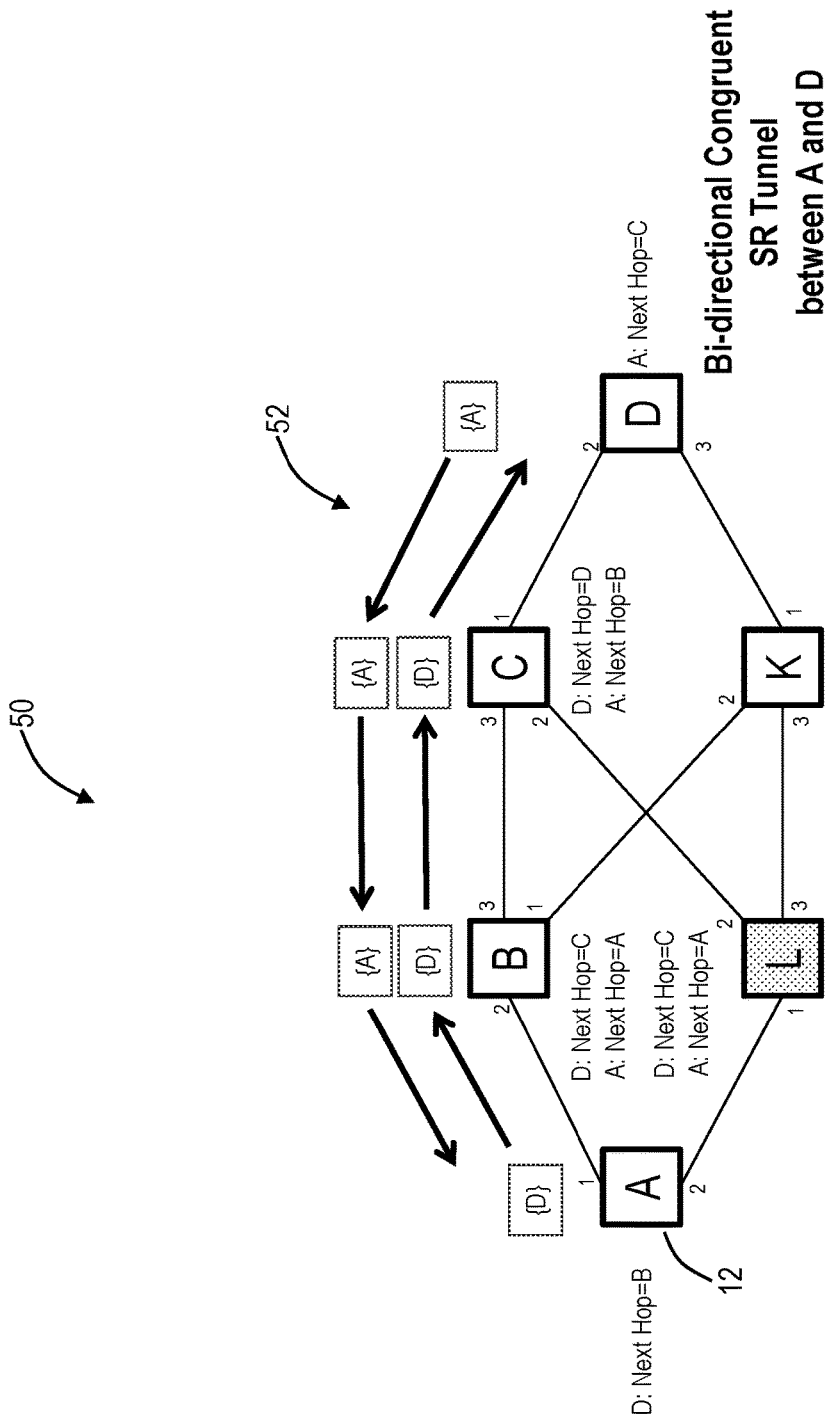 50
52
{A}
{A}
{A}
{D}
{D}
{D}
3
B
2
1
3
C
2
1
D: Next Hop=C
A: Next Hop=A
D: Next Hop=D
A: Next Hop=B
D: Next Hop=B
1
A
2
12
2
D
3
A: Next Hop=C
D: Next Hop=C
A: Next Hop=A
2
L
1
3
2
K
3
1
Bi-directional Congruent
SR Tunnel
between A and D